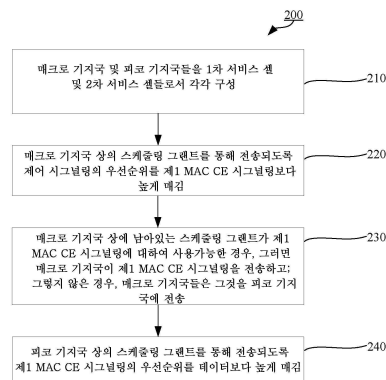 200
매크로 기지국 및 피코 기지국들을 1차 서비스 셀
및 2차 서비스 셀들로서 각각 구성
210
매크로 기지국 상의 스케줄링 그랜트를 통해 전송되도록
제어 시그널링의 우선순위를 제1 MAC CE 시그널링보다
높게 매김
220
매크로 기지국 상에 남아있는 스케줄링 그랜트가 제1
MAC CE 시그널링에 대하여 사용가능한 경우, 그러면
매크로 기지국이 제1 MAC CE 시그널링을 전송하고;
그렇지 않은 경우, 매크로 기지국들은 그것을 피코 기지
국에 전송
230
피코 기지국 상의 스케줄링 그랜트를 통해 전송되도록
제1 MAC CE 시그널링의 우선순위를 데이터보다 높게 매김
240